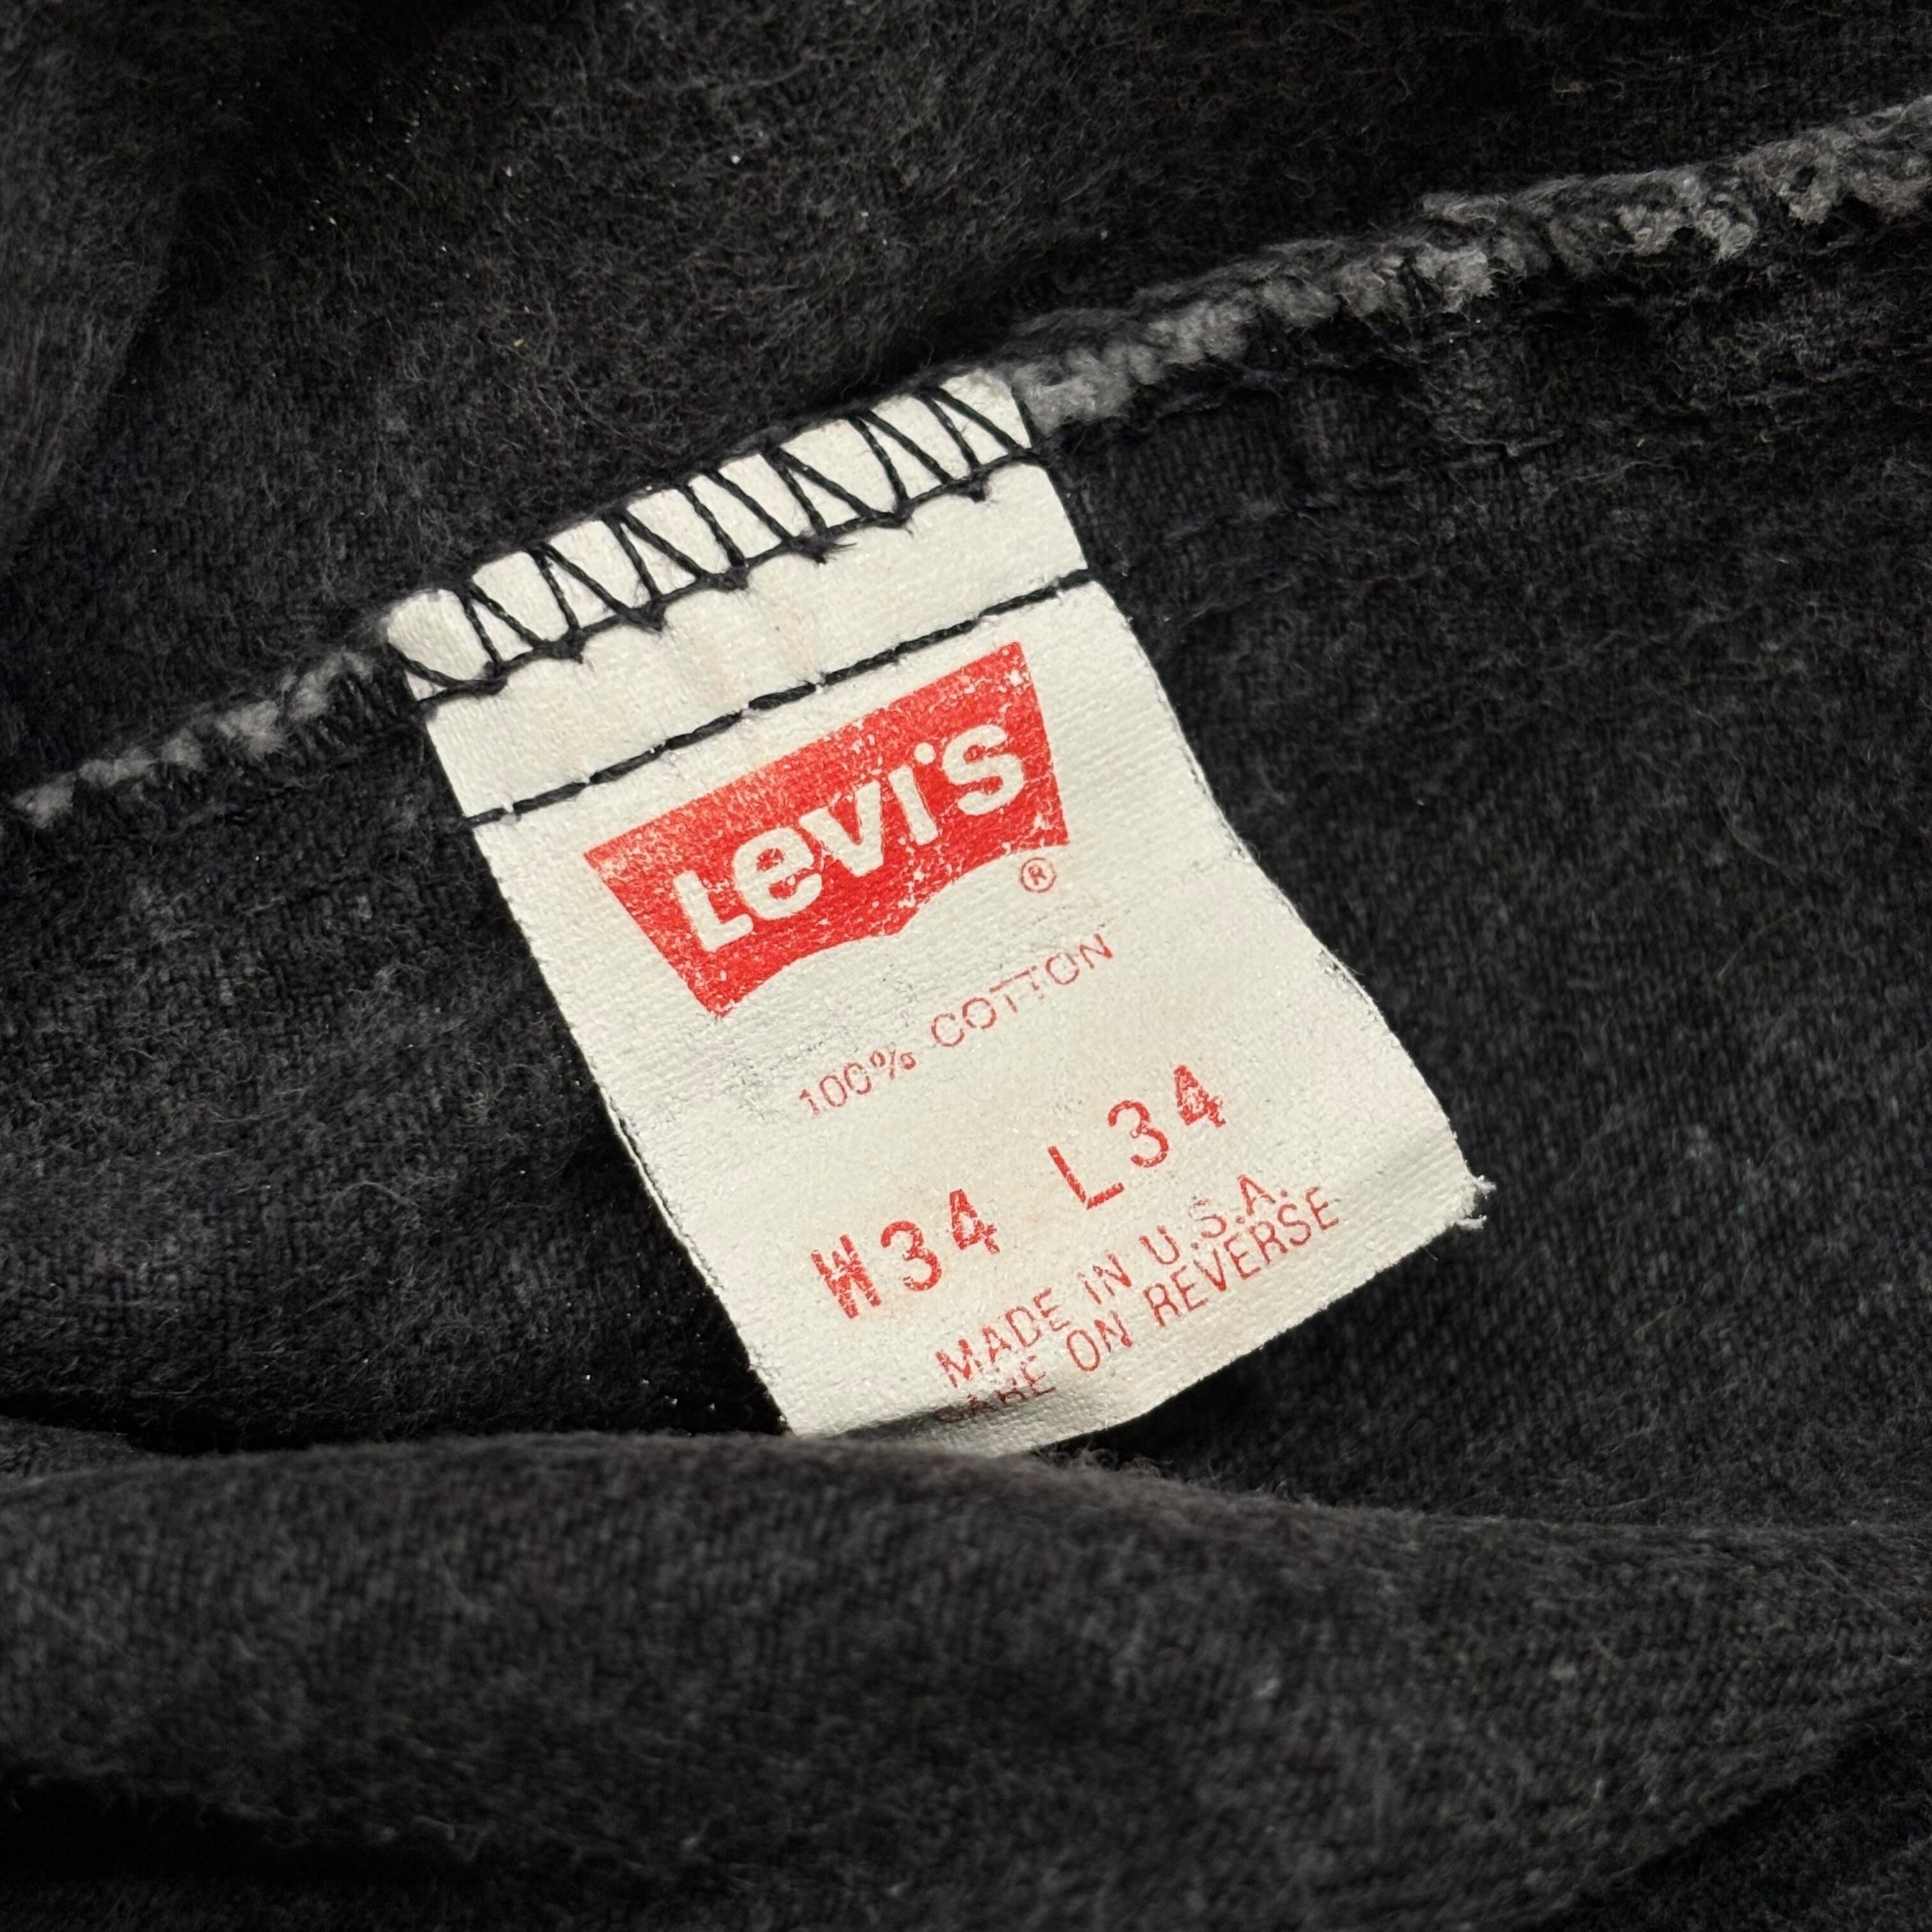 Levi's
®
100% COTTON
W34 L34
MADE IN U.S.A.
CARE ON REVERSE